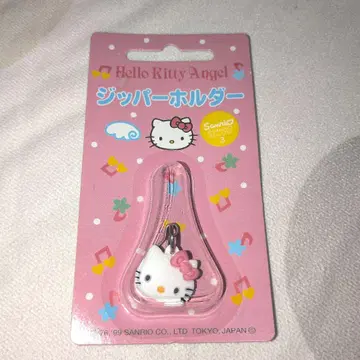 Hello Kitty Angel
ジッパーホルダー
Sanrio
'76, '99 SANRIO CO., LTD. TOKYO, JAPAN